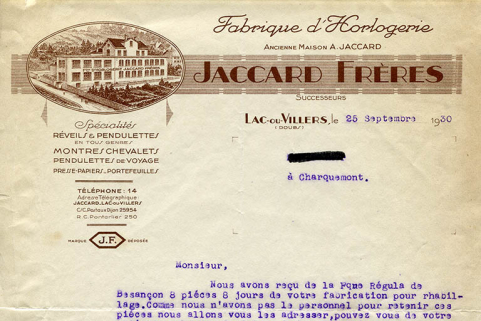 Fabrique d'Horlogerie
ANCIENNE MAISON A. JACCARD
JACCARD FRÈRES
SUCCESSEURS
LAC-OU-VILLERS, le 25 Septembre 1930
(DOUBS)
à Charquemont.
Spécialités
RÉVEILS & PENDULETTES
EN TOUS GENRES
MONTRES CHEVALETS
PENDULETTES DE VOYAGE
PRESSE-PAPIERS_PORTEFEUILLES
TÉLÉPHONE: 14
Adresse Télégraphique
JACCARD, LAC-OU-VILLERS
C/C. Postaux Dijon 25954
R.C. Pontarlier 250
MARQUE J.F. DÉPOSÉE
Monsieur,
Nous avons reçu de la Fque Régula de
Besançon 8 pièces 8 jours de votre fabrication pour rhabil-
lage.Comme nous n'avons pas le personnel pour retenir ces
pièces nous allons vous les adresser,pouvez vous de votre